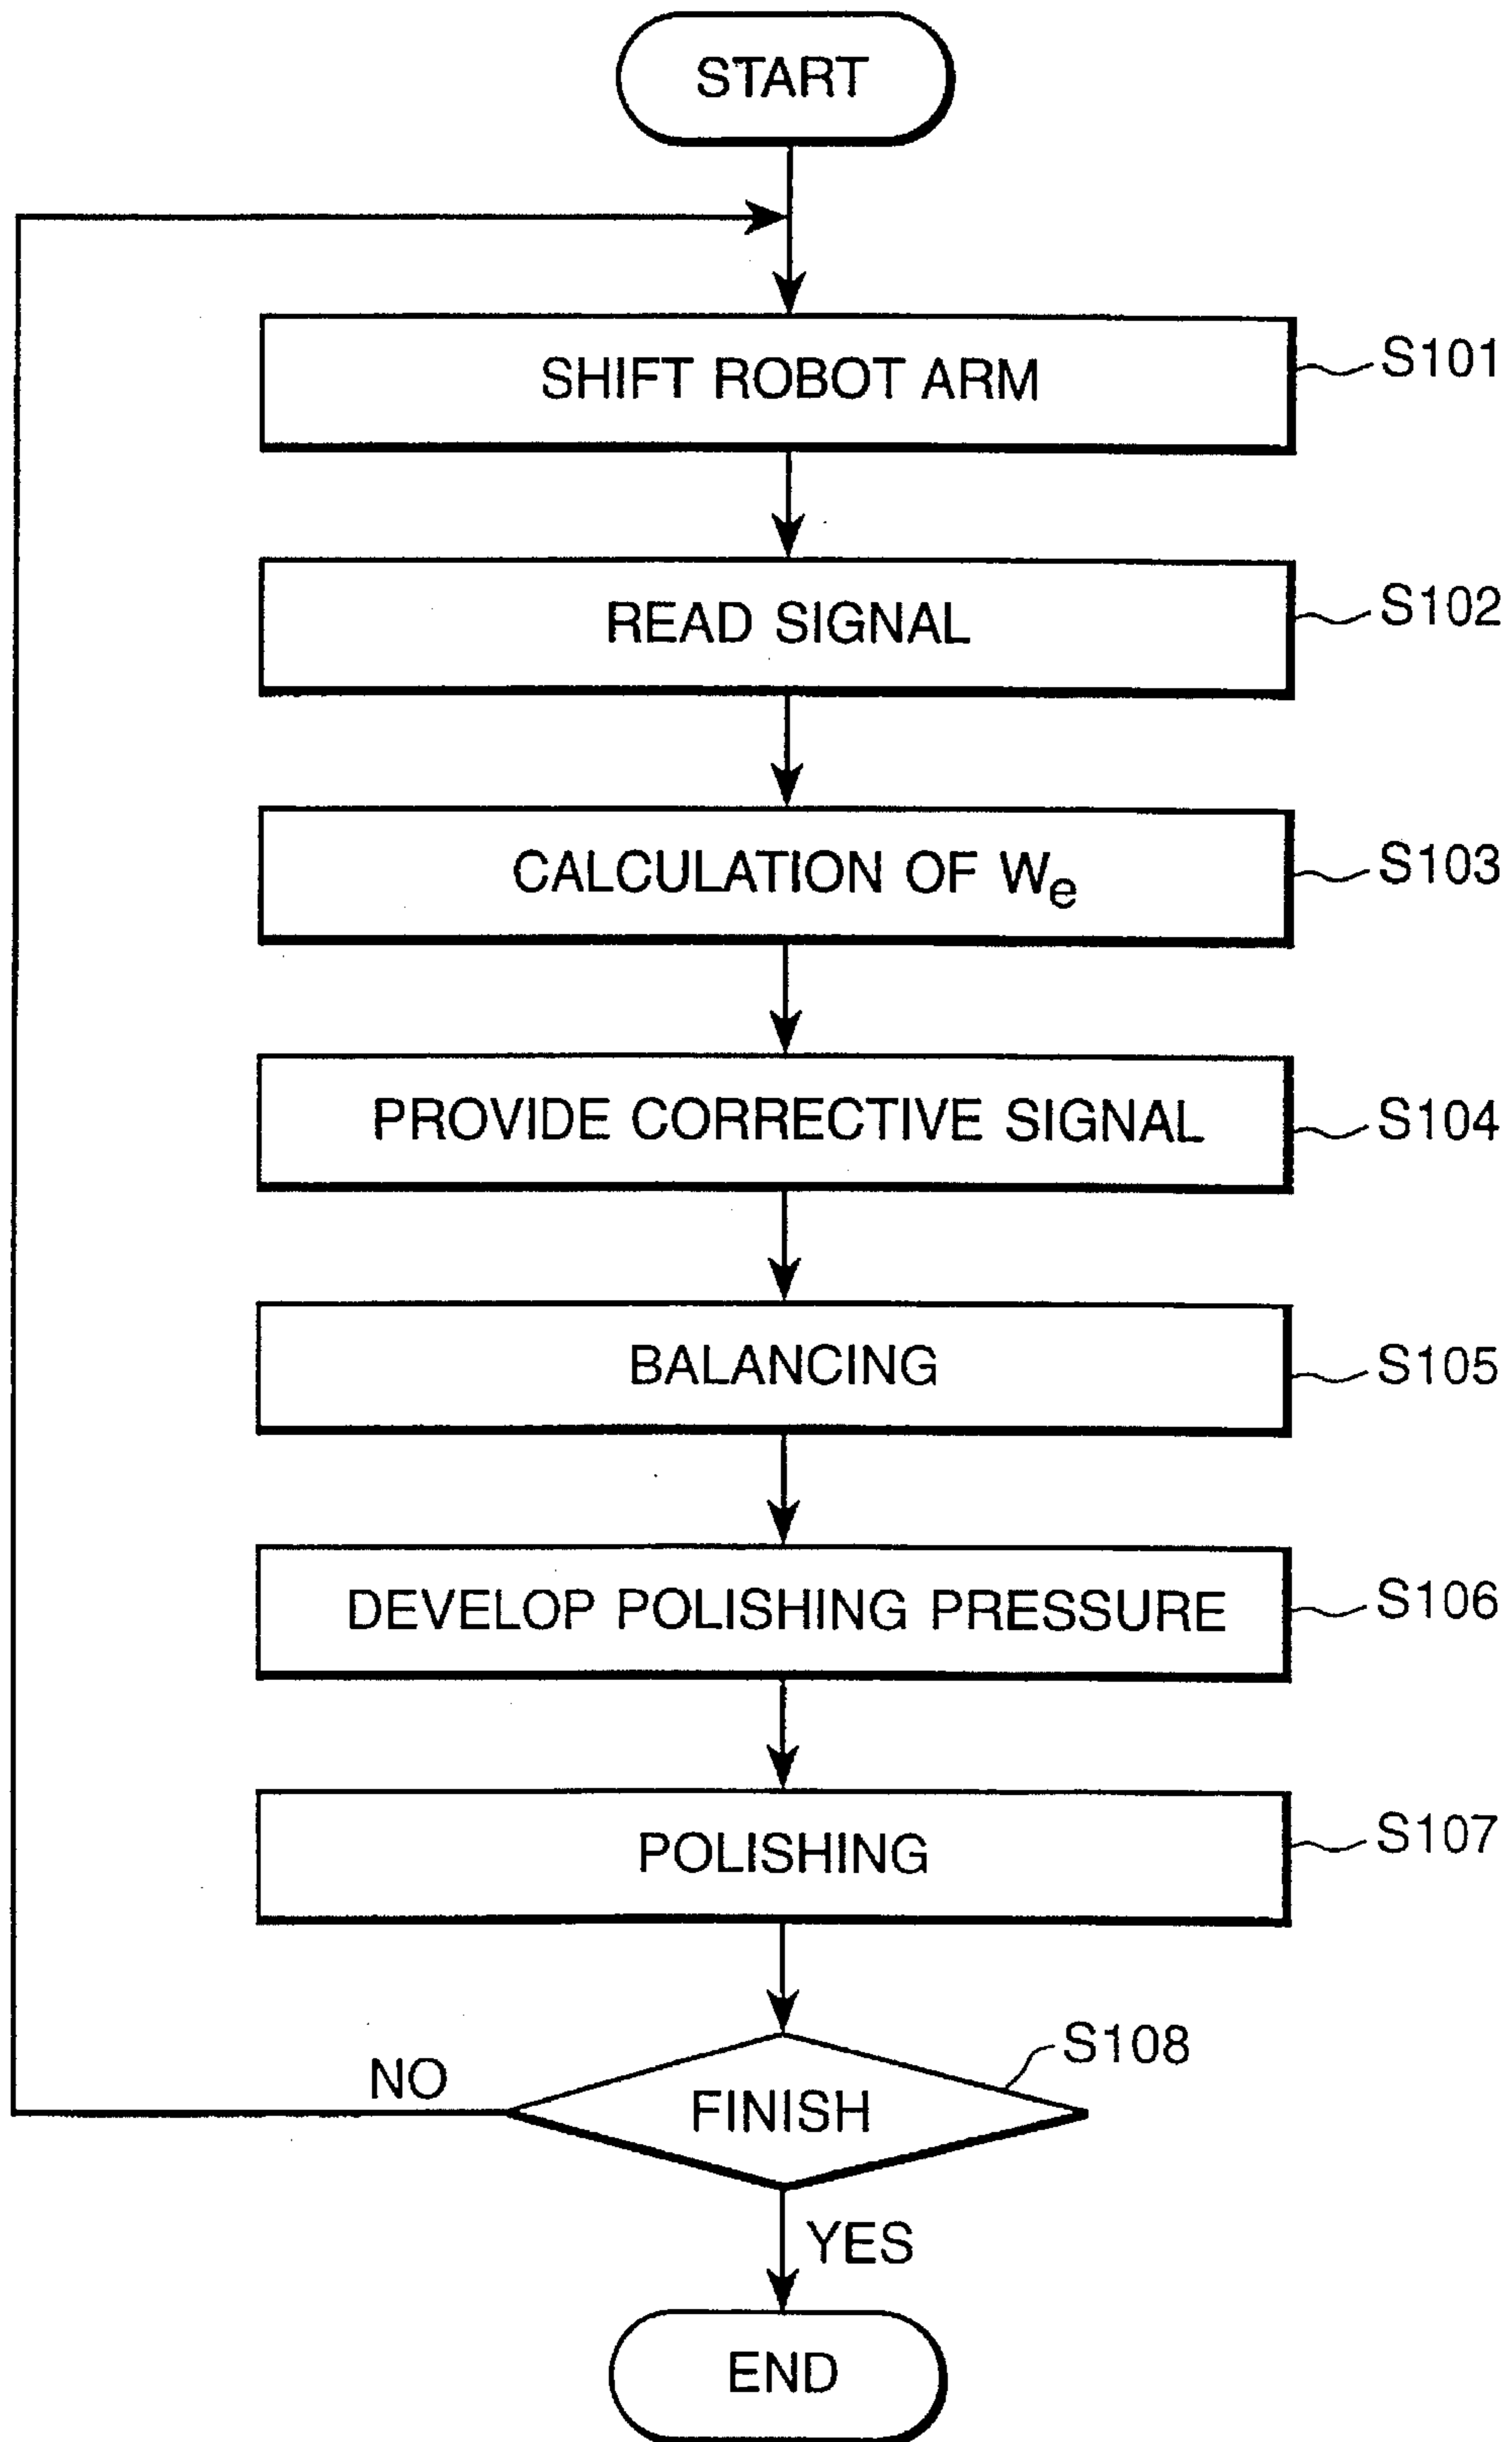 START
SHIFT ROBOT ARM
S101
READ SIGNAL
S102
CALCULATION OF We
S103
PROVIDE CORRECTIVE SIGNAL
S104
BALANCING
S105
DEVELOP POLISHING PRESSURE
S106
POLISHING
S107
S108
NO
FINISH
YES
END